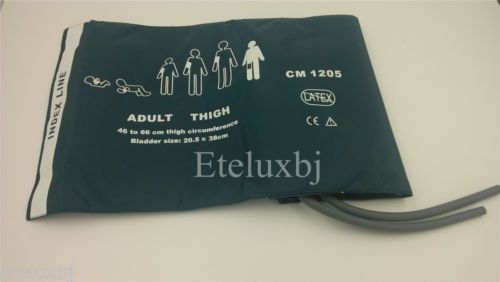 INDEX LINE
ADULT THIGH
46 to 66 cm thigh circumference
Bladder size: 20.5 × 38cm
CM 1205
LATEX
CE
Eteluxbj
Eteluxbj